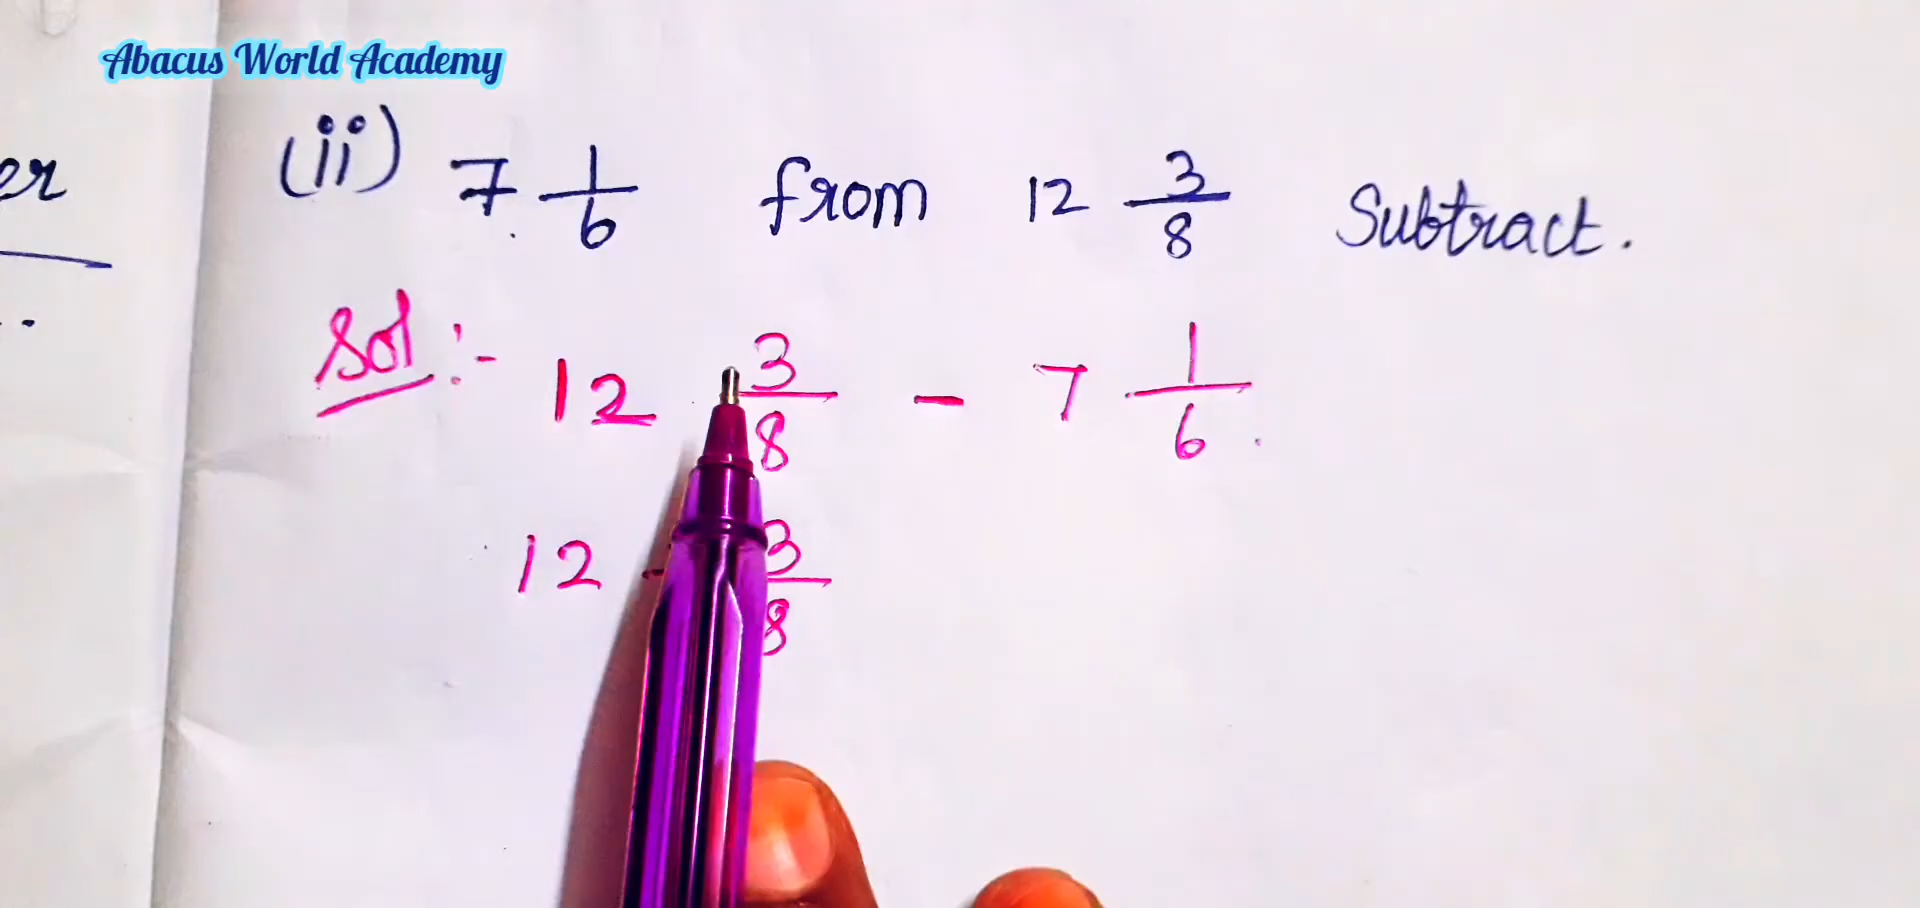 Abacus World Academy
er
(ii) 7 1/6 from 12 3/8 Subtract.
Sol :- 12 3/8 - 7 1/6.
12 3/8